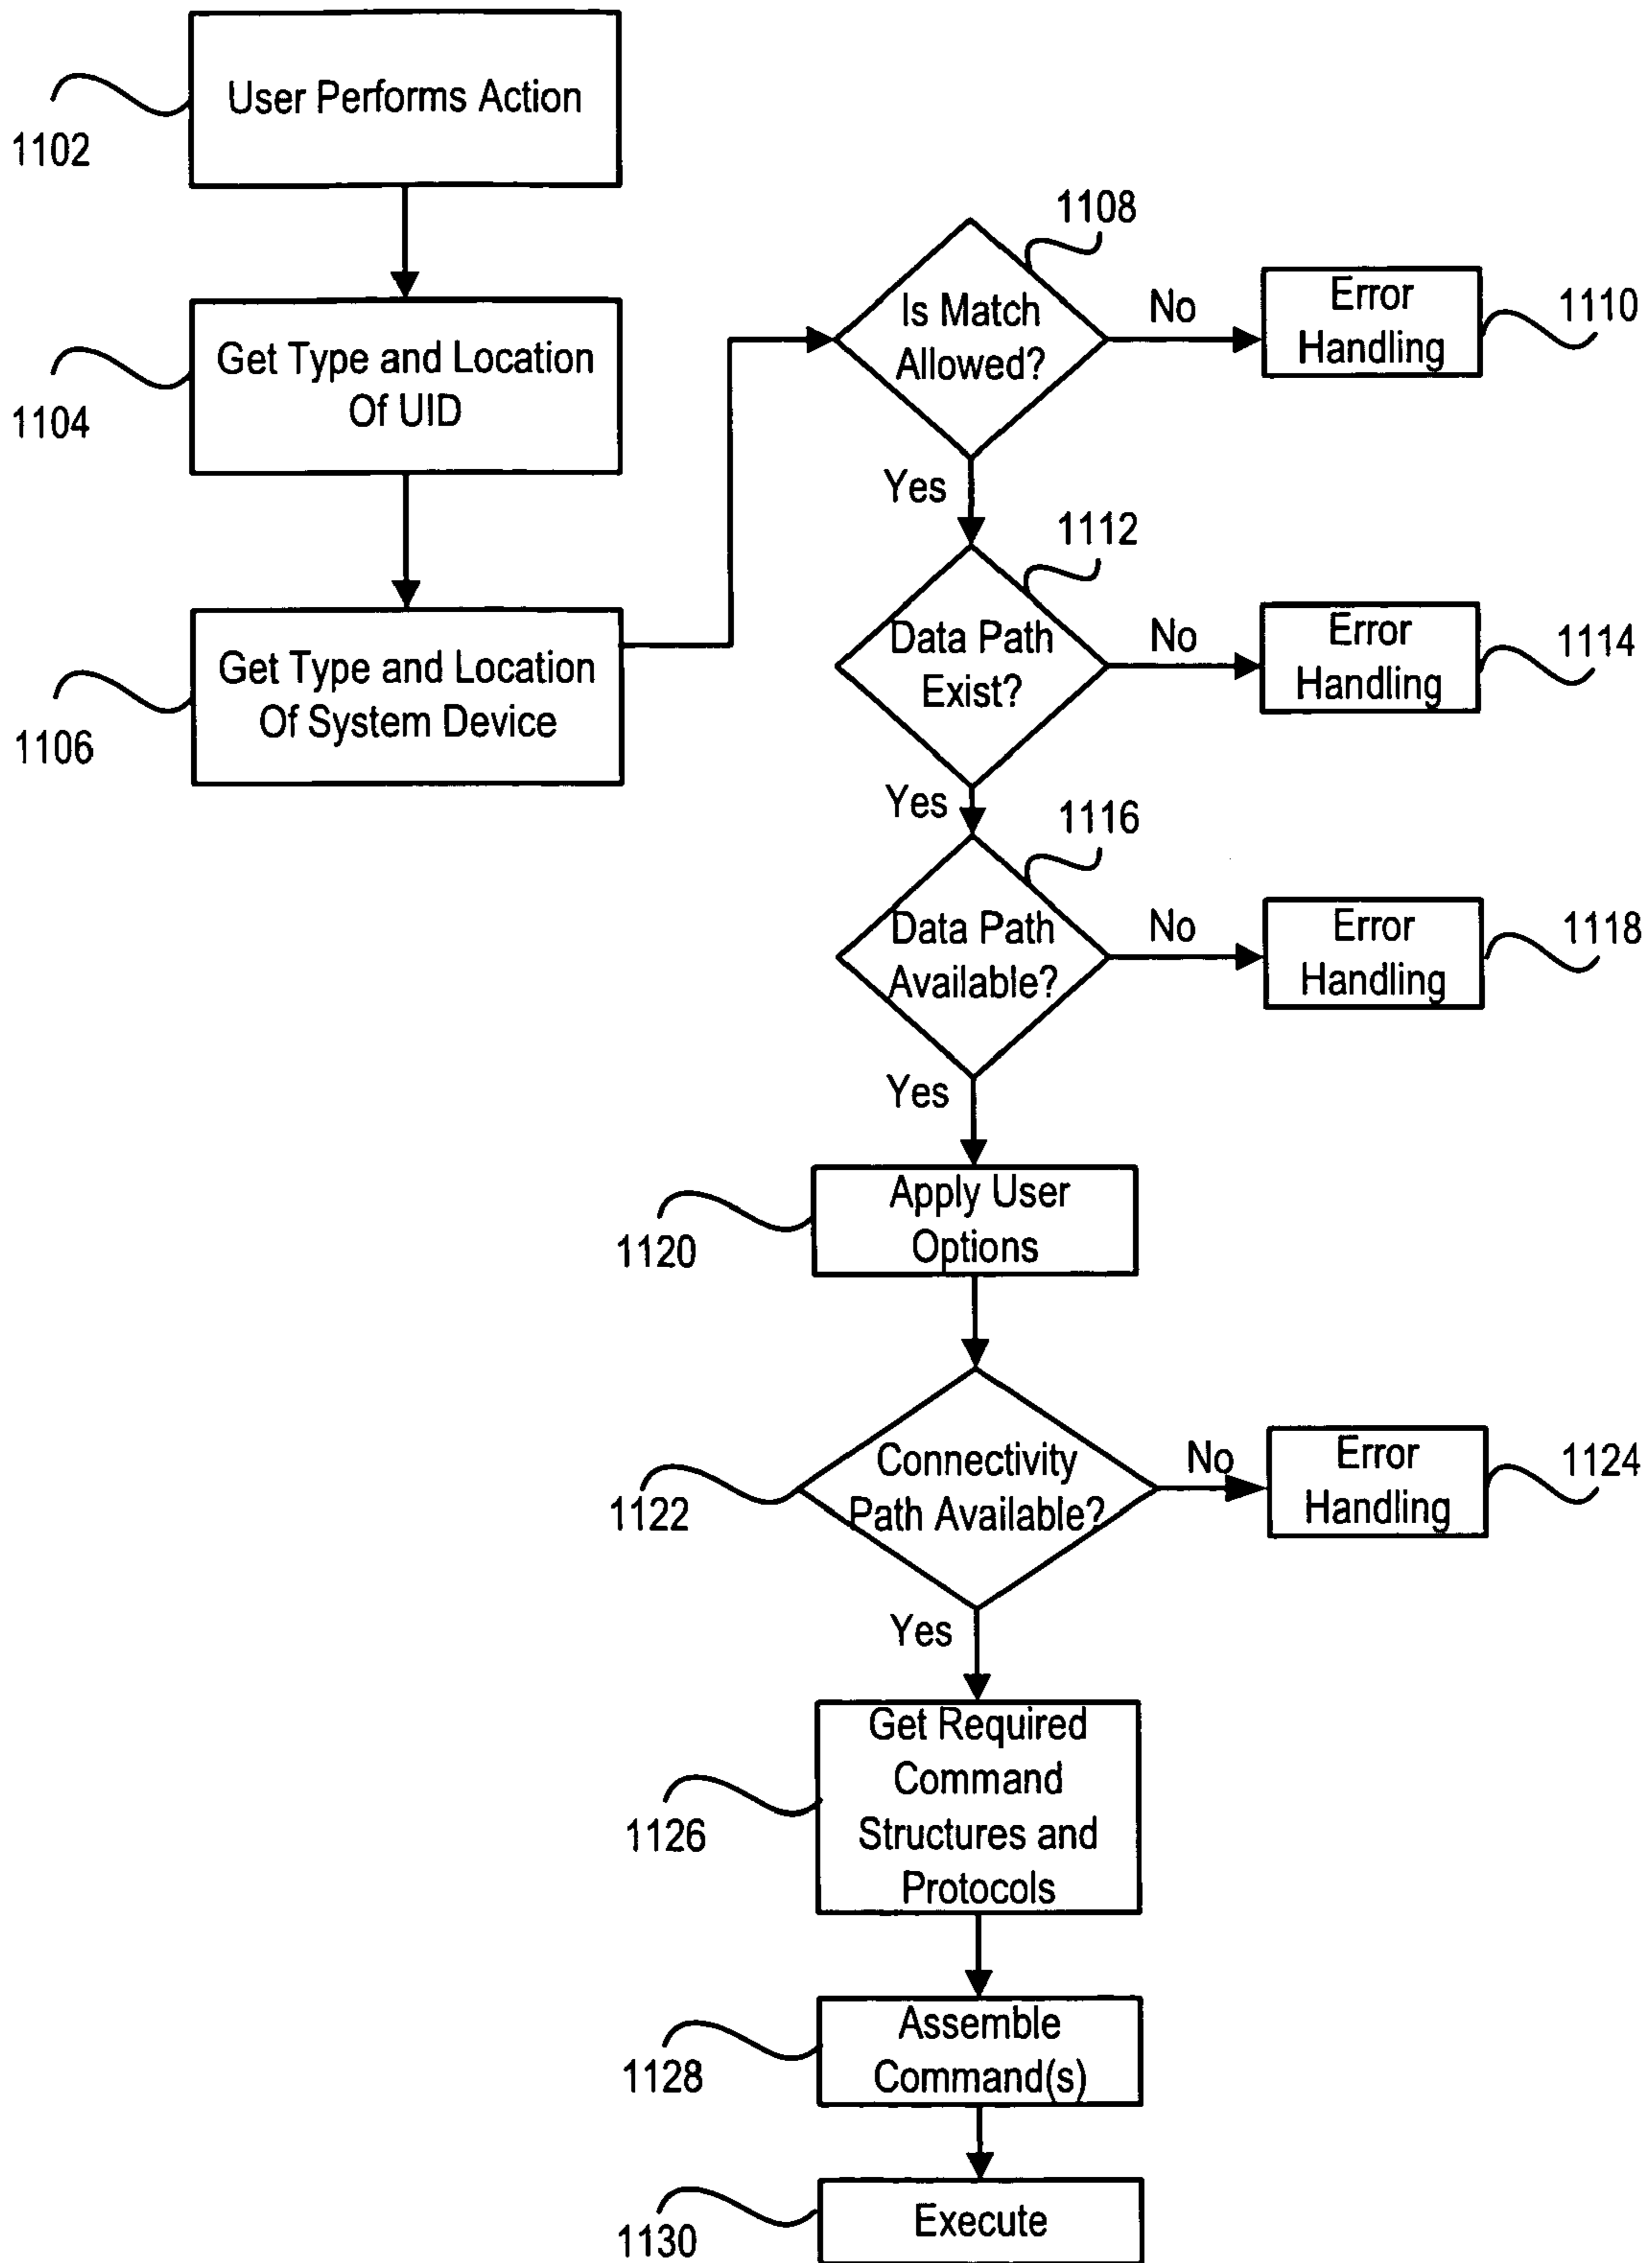 User Performs Action
1102
Get Type and Location
Of UID
1104
Get Type and Location
Of System Device
1106
1108
Is Match
Allowed?
No
Error
Handling
1110
Yes
1112
Data Path
Exist?
No
Error
Handling
1114
Yes
1116
Data Path
Available?
No
Error
Handling
1118
Yes
Apply User
Options
1120
Connectivity
Path Available?
1122
No
Error
Handling
1124
Yes
Get Required
Command
Structures and
Protocols
1126
Assemble
Command(s)
1128
Execute
1130